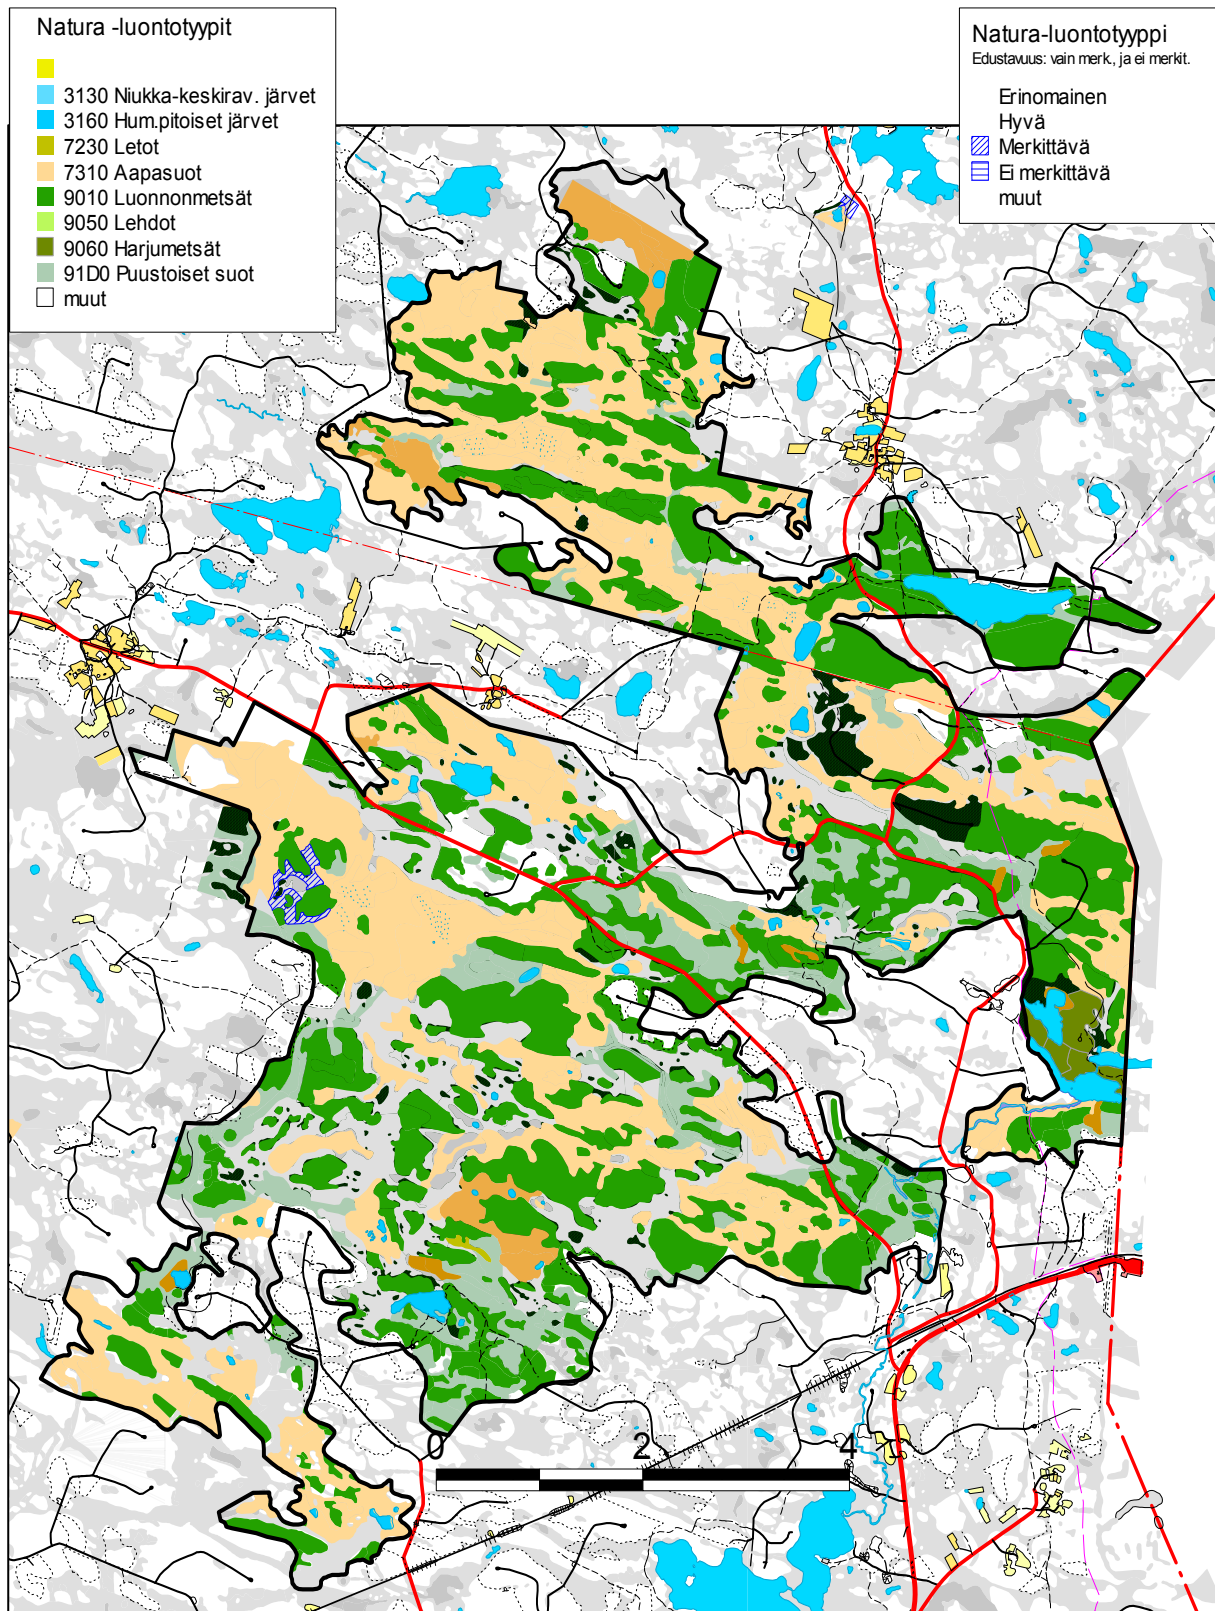 Natura -luontotyypit
3130 Niukka-keskirav. järvet
3160 Hum.pitoiset järvet
7230 Letot
7310 Aapasuot
9010 Luonnonmetsät
9050 Lehdot
9060 Harjumetsät
91D0 Puustoiset suot
muut
Natura-luontotyyppi
Edustavuus: vain merk., ja ei merkit.
Erinomainen
Hyvä
Merkittävä
Ei merkittävä
muut
0 2 4